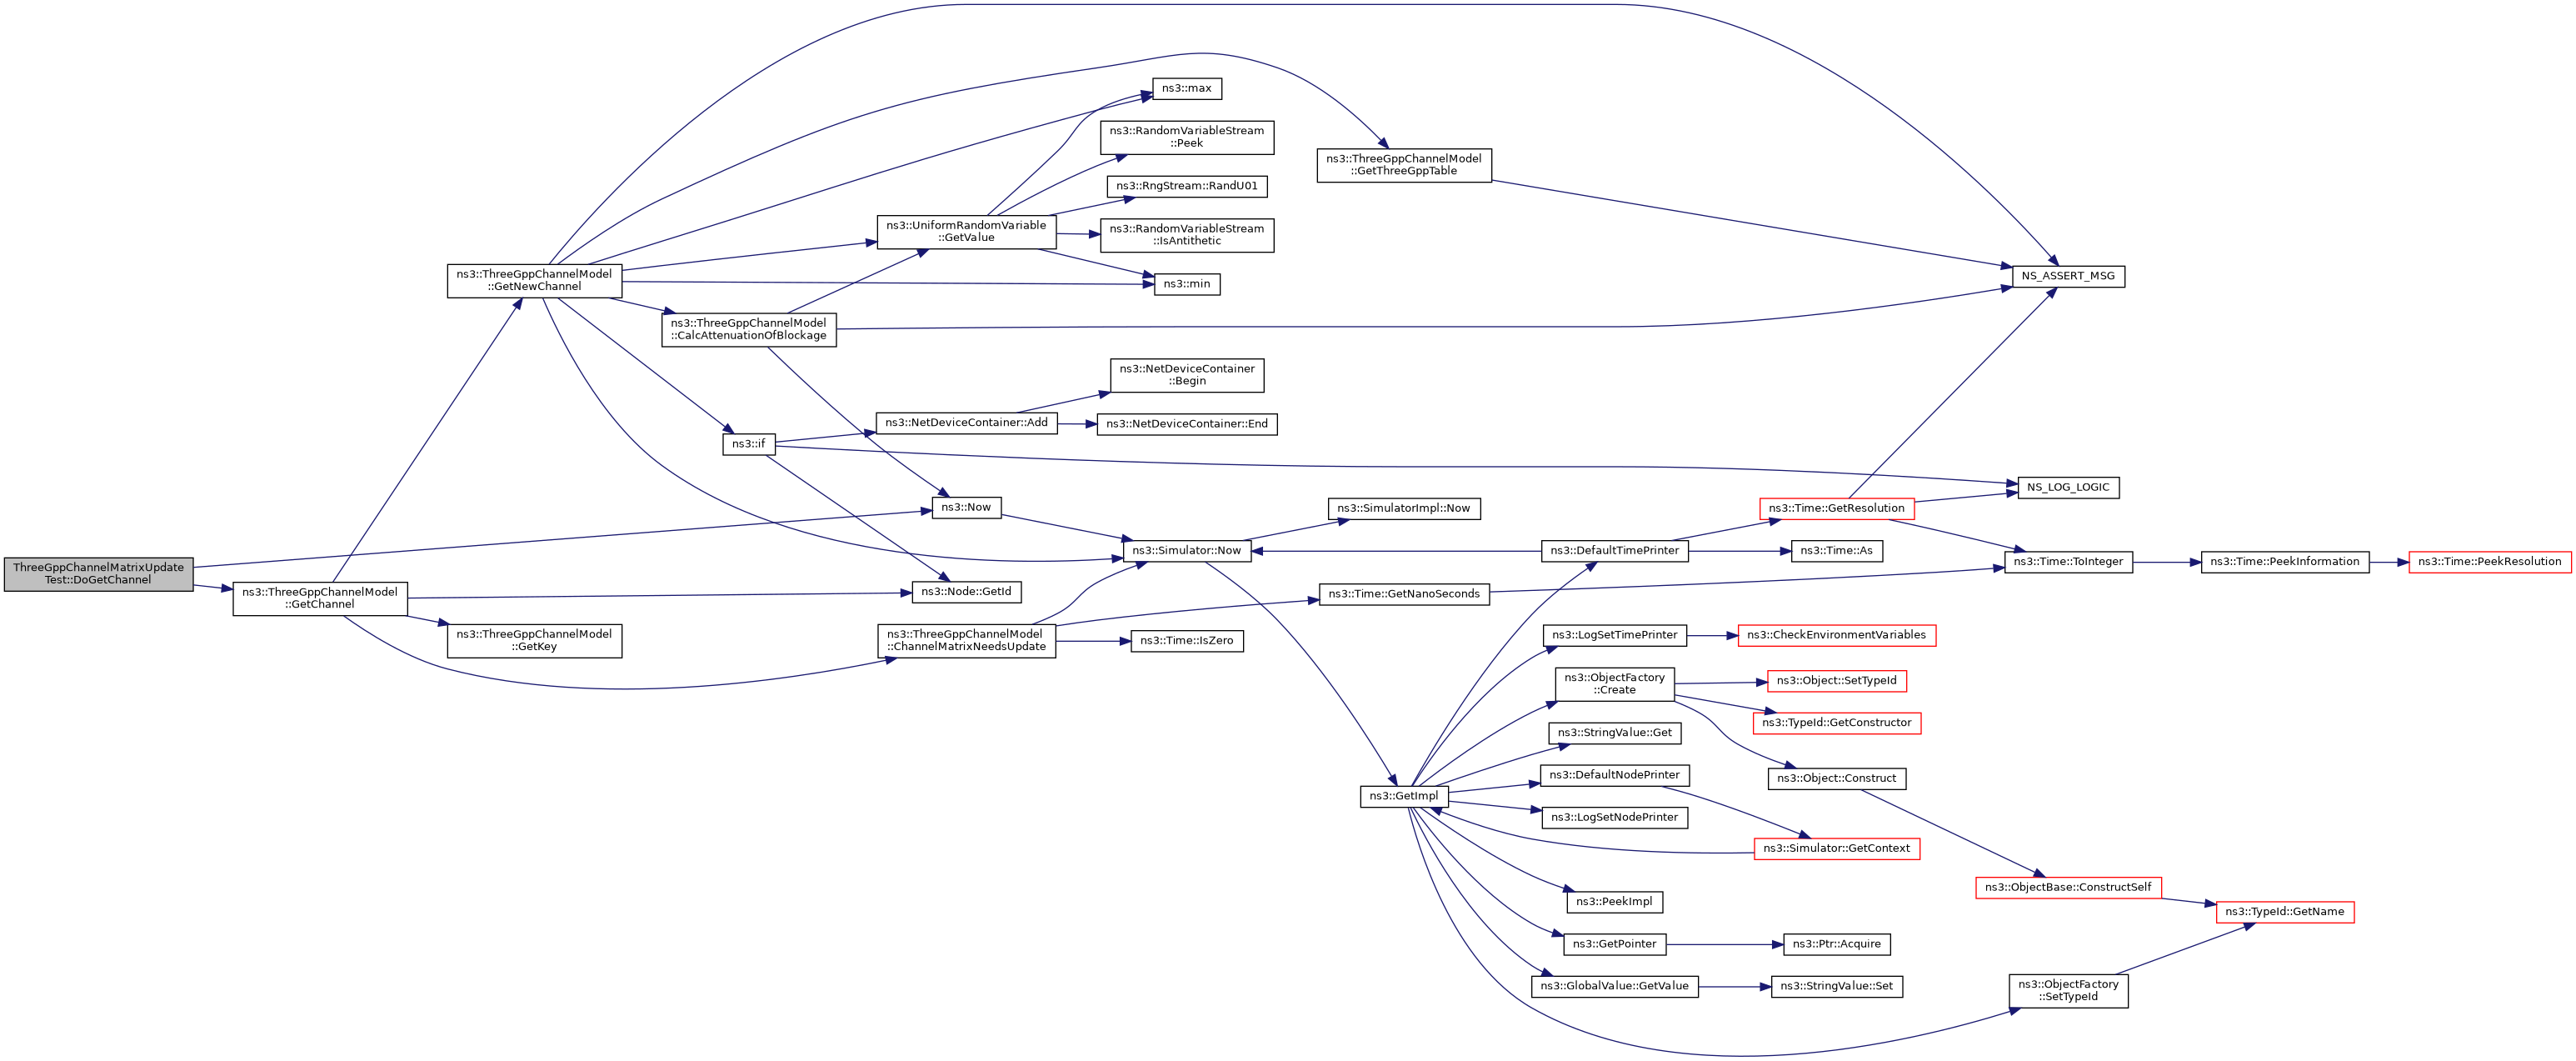 ThreeGppChannelMatrixUpdate
Test::DoGetChannel
ns3::ThreeGppChannelModel
::GetChannel
ns3::ThreeGppChannelModel
::GetNewChannel
ns3::ThreeGppChannelModel
::GetKey
ns3::ThreeGppChannelModel
::CalcAttenuationOfBlockage
ns3::if
ns3::UniformRandomVariable
::GetValue
ns3::NetDeviceContainer::Add
ns3::Now
ns3::Node::GetId
ns3::ThreeGppChannelModel
::ChannelMatrixNeedsUpdate
ns3::max
ns3::RandomVariableStream
::Peek
ns3::RngStream::RandU01
ns3::RandomVariableStream
::IsAntithetic
ns3::min
ns3::NetDeviceContainer
::Begin
ns3::NetDeviceContainer::End
ns3::Simulator::Now
ns3::Time::IsZero
ns3::ThreeGppChannelModel
::GetThreeGppTable
ns3::SimulatorImpl::Now
ns3::Time::GetNanoSeconds
ns3::GetImpl
ns3::DefaultTimePrinter
ns3::LogSetTimePrinter
ns3::ObjectFactory
::Create
ns3::StringValue::Get
ns3::DefaultNodePrinter
ns3::LogSetNodePrinter
ns3::PeekImpl
ns3::GetPointer
ns3::GlobalValue::GetValue
ns3::Time::GetResolution
ns3::Time::As
ns3::CheckEnvironmentVariables
ns3::Object::SetTypeId
ns3::TypeId::GetConstructor
ns3::Object::Construct
ns3::Simulator::GetContext
ns3::Ptr::Acquire
ns3::StringValue::Set
NS_ASSERT_MSG
NS_LOG_LOGIC
ns3::Time::ToInteger
ns3::ObjectBase::ConstructSelf
ns3::ObjectFactory
::SetTypeId
ns3::Time::PeekInformation
ns3::TypeId::GetName
ns3::Time::PeekResolution